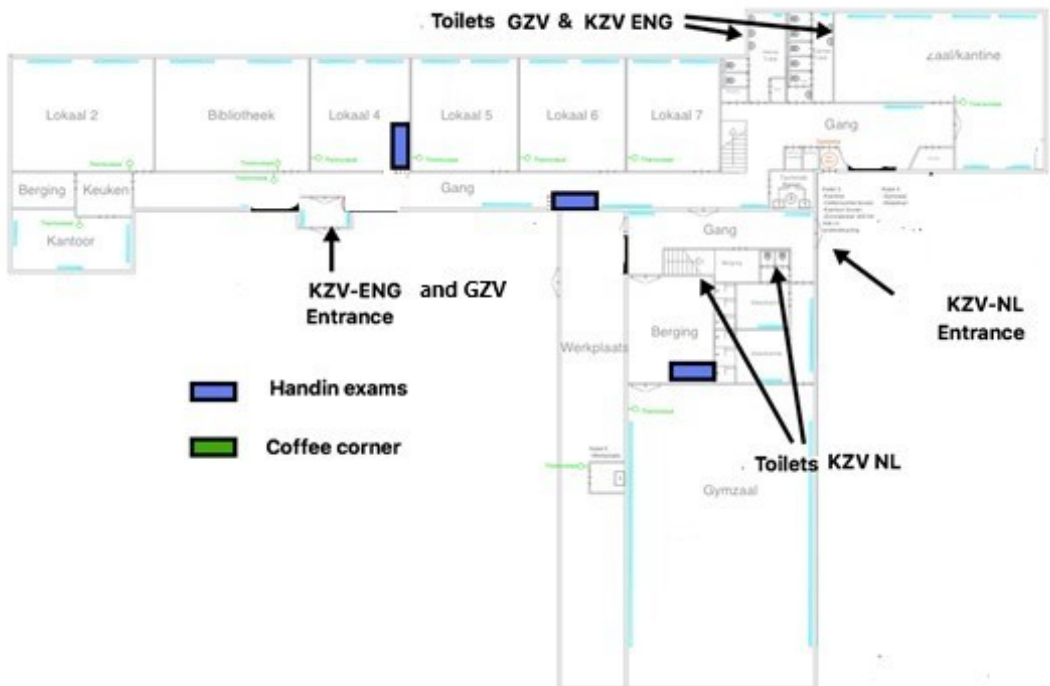 Toilets GZV & KZV ENG
zaal/kantine
Lokaal 2
Bibliotheek
Lokaal 4
Lokaal 5
Lokaal 6
Lokaal 7
Gang
Thermostaat
Thermostaat
Berging
Keuken
Gang
Kantoor
Gang
KZV-ENG and GZV
Entrance
KZV-NL
Entrance
Berging
Werkplaats
Handin exams
Coffee corner
Toilets KZV NL
Gymzaal